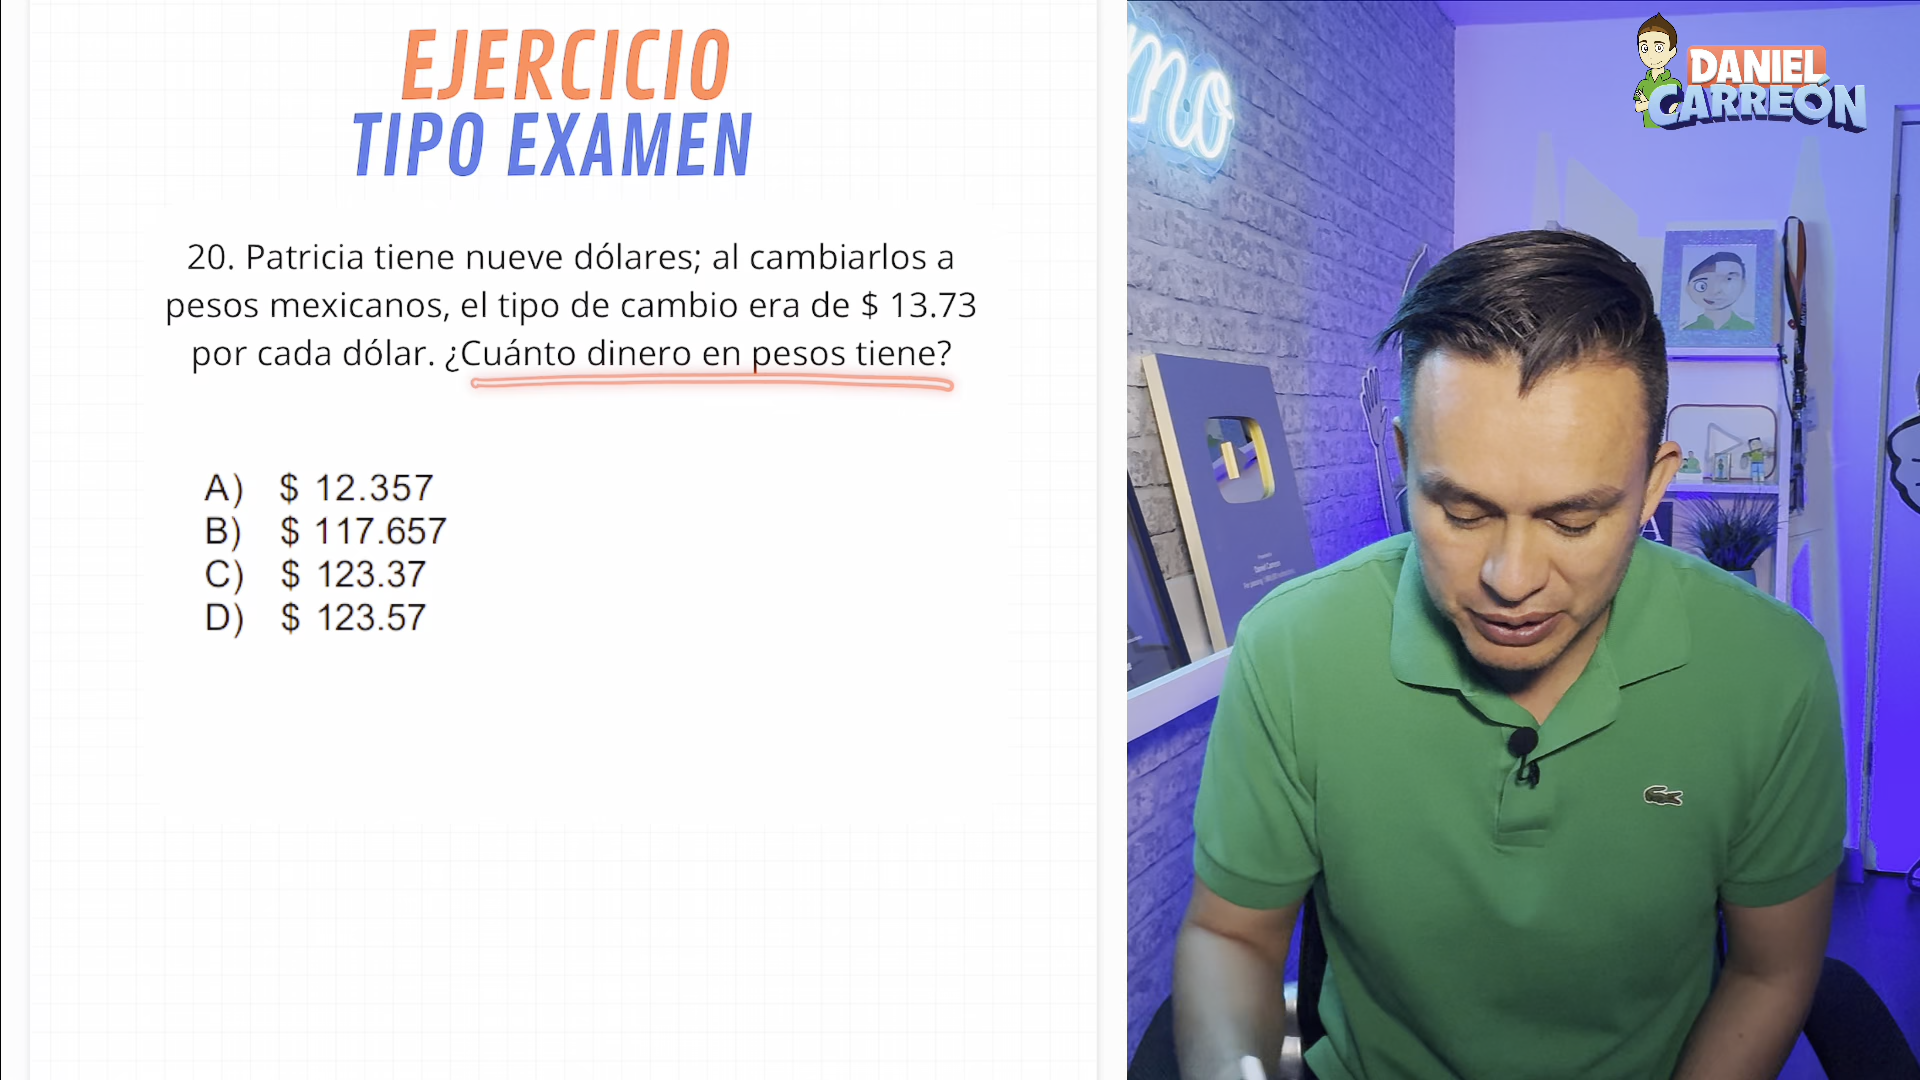 EJERCICIO
TIPO EXAMEN
20. Patricia tiene nueve dólares; al cambiarlos a
pesos mexicanos, el tipo de cambio era de $ 13.73
por cada dólar. ¿Cuánto dinero en pesos tiene?
A) $ 12.357
B) $ 117.657
C) $ 123.37
D) $ 123.57
DANIEL
CARREÓN
mo